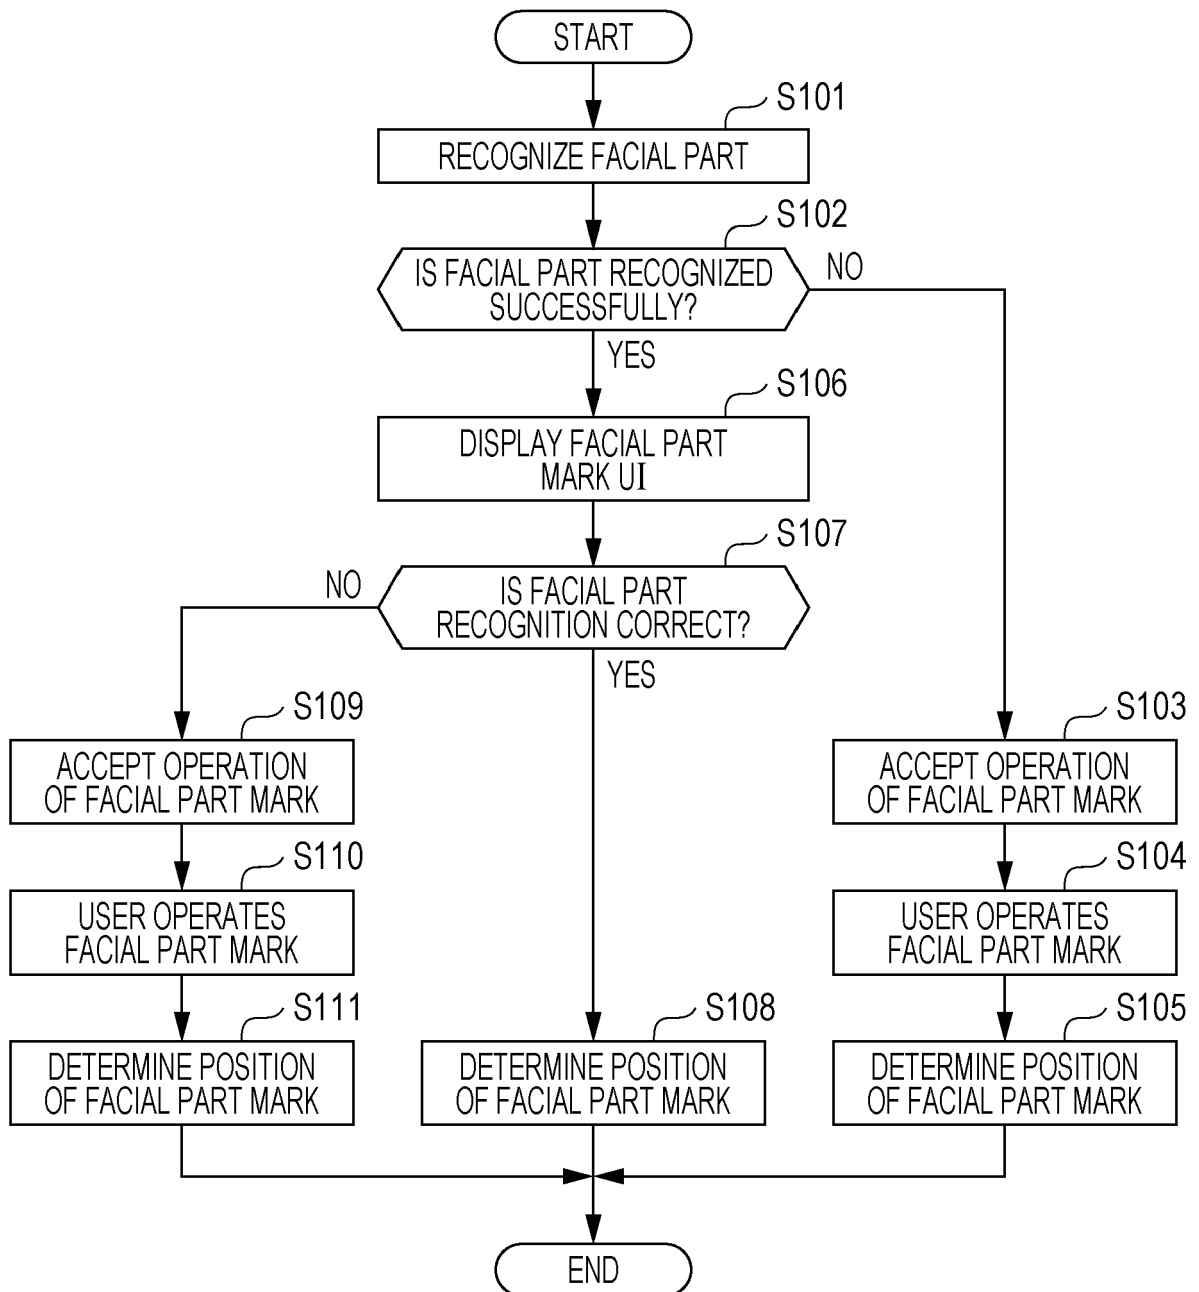 START
S101
RECOGNIZE FACIAL PART
S102
IS FACIAL PART RECOGNIZED
SUCCESSFULLY?
NO
YES
S106
DISPLAY FACIAL PART
MARK UI
S107
IS FACIAL PART
RECOGNITION CORRECT?
NO
YES
S109
ACCEPT OPERATION
OF FACIAL PART MARK
S110
USER OPERATES
FACIAL PART MARK
S111
DETERMINE POSITION
OF FACIAL PART MARK
S108
DETERMINE POSITION
OF FACIAL PART MARK
S103
ACCEPT OPERATION
OF FACIAL PART MARK
S104
USER OPERATES
FACIAL PART MARK
S105
DETERMINE POSITION
OF FACIAL PART MARK
END